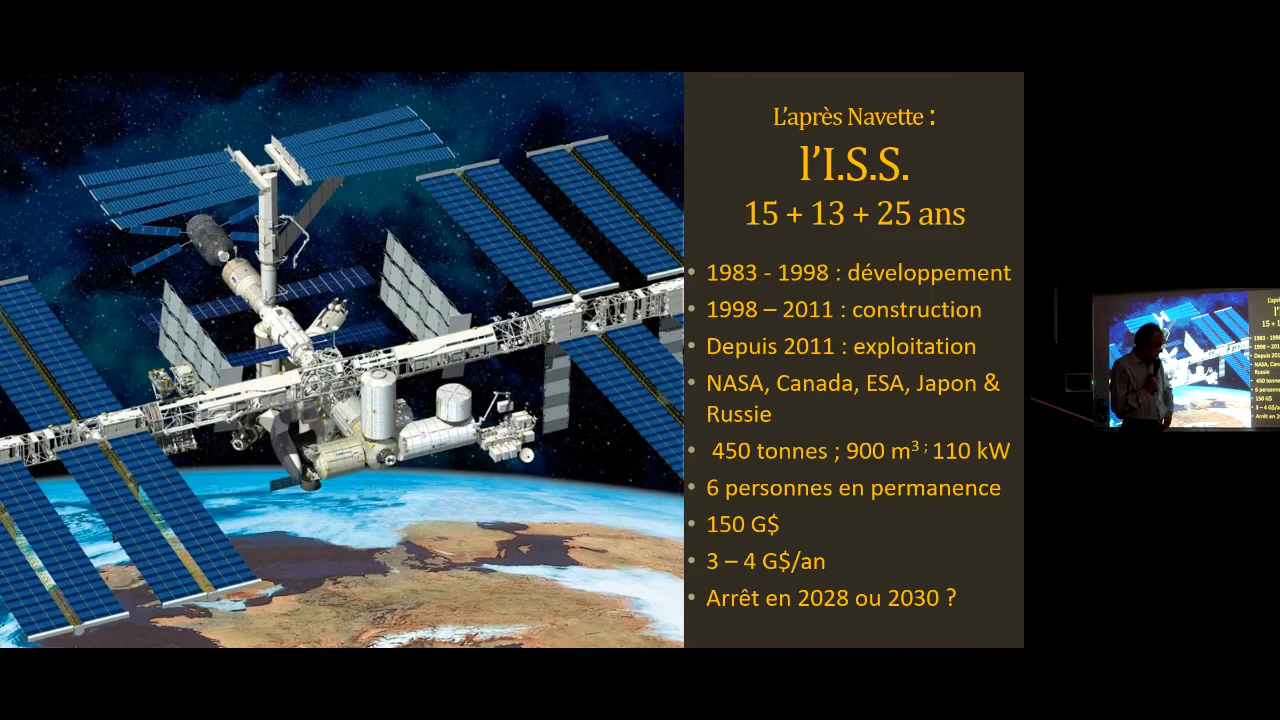 L'après Navette :
l'I.S.S.
15 + 13 + 25 ans
1983 - 1998 : développement
1998 – 2011 : construction
Depuis 2011 : exploitation
NASA, Canada, ESA, Japon &
Russie
450 tonnes ; 900 m³ ; 110 kW
6 personnes en permanence
150 G$
3 – 4 G$/an
Arrêt en 2028 ou 2030 ?